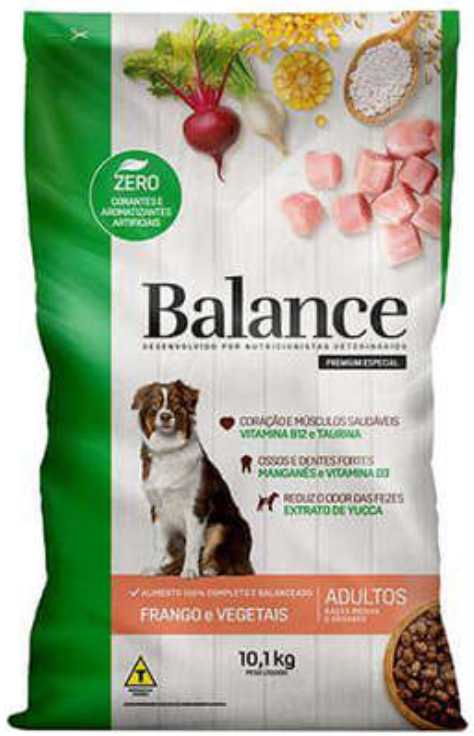 ZERO
CORANTES E
AROMATIZANTES
ARTIFICIAIS
Balance
DESENVOLVIDO POR NUTRICIONISTAS VETERINÁRIOS
PREMIUM ESPECIAL
CORAÇÃO E MÚSCULOS SAUDÁVEIS
VITAMINA B12 e TAURINA
OSSOS E DENTES FORTES
MANGANÊS e VITAMINA D3
REDUZ O ODOR DAS FEZES
EXTRATO DE YUCCA
ALIMENTO 100% COMPLETO E BALANCEADO
FRANGO e VEGETAIS
ADULTOS
RAÇAS MÉDIAS
E GRANDES
10,1 kg
PESO LÍQUIDO
T